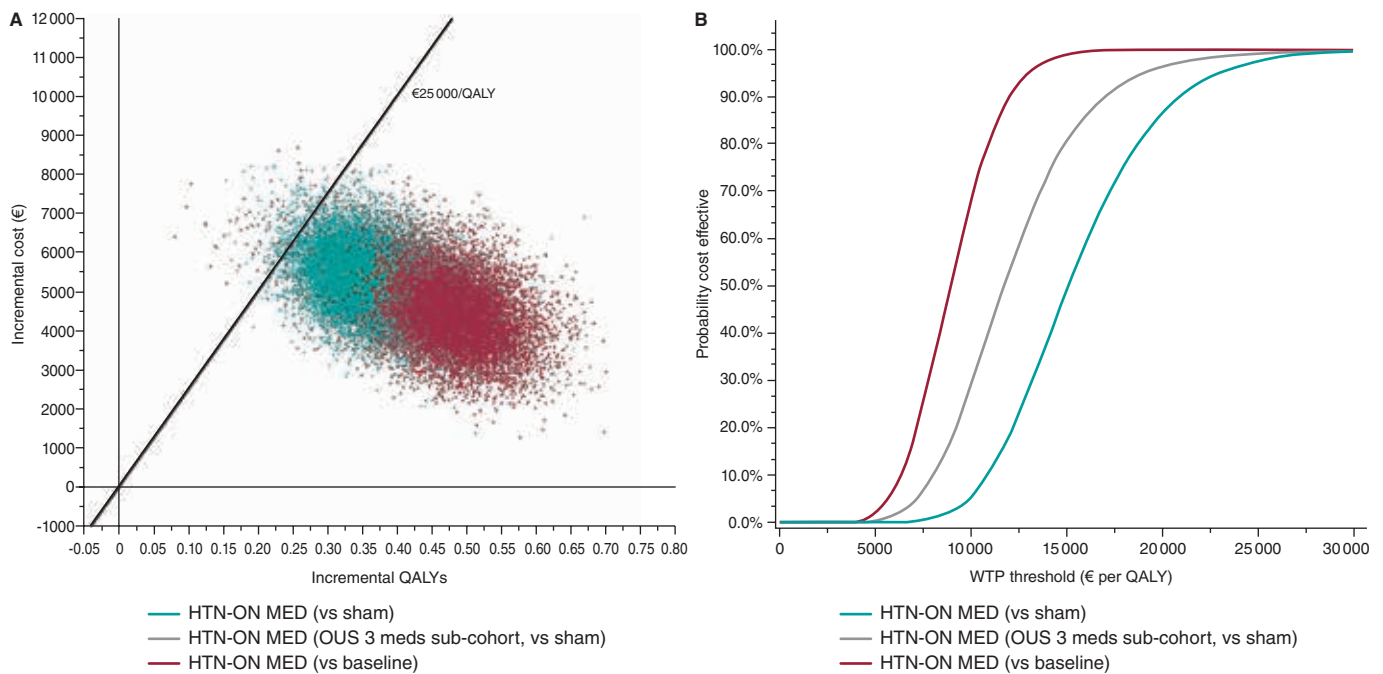 A
12 000
11 000
10 000
9000
8000
7000
6000
5000
4000
3000
2000
1000
0
-1000
Incremental cost (€)
€25 000/QALY
-0.05 0 0.05 0.10 0.15 0.20 0.25 0.30 0.35 0.40 0.45 0.50 0.55 0.60 0.65 0.70 0.75 0.80
Incremental QALYs
HTN-ON MED (vs sham)
HTN-ON MED (OUS 3 meds sub-cohort, vs sham)
HTN-ON MED (vs baseline)
B
100.0%
90.0%
80.0%
70.0%
60.0%
50.0%
40.0%
30.0%
20.0%
10.0%
0.0%
Probability cost effective
0 5000 10 000 15 000 20 000 25 000 30 000
WTP threshold (€ per QALY)
HTN-ON MED (vs sham)
HTN-ON MED (OUS 3 meds sub-cohort, vs sham)
HTN-ON MED (vs baseline)